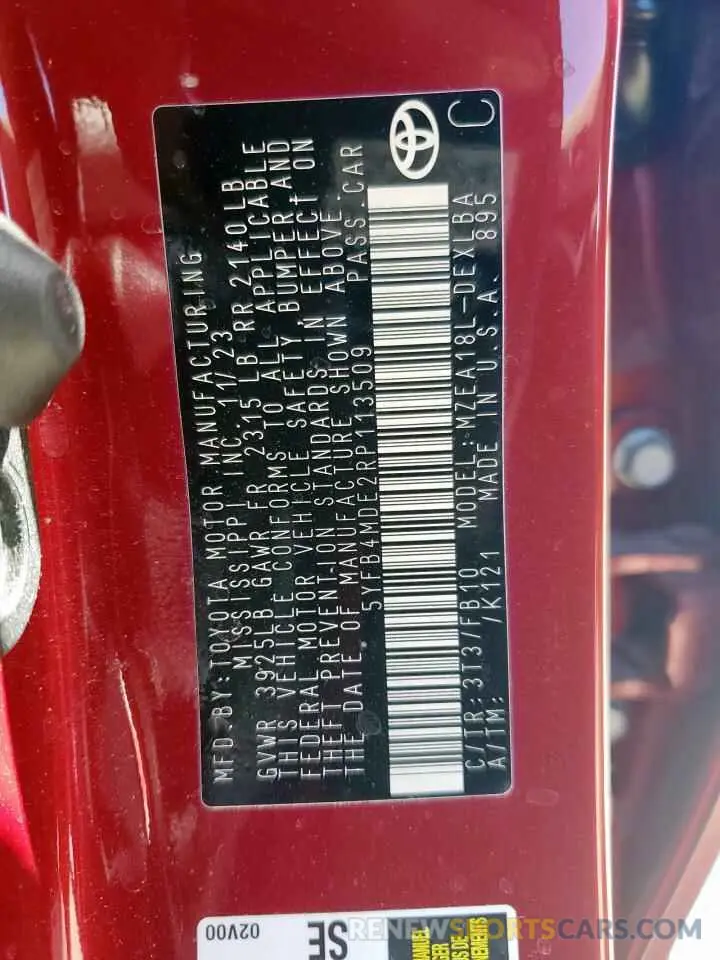 MFD. BY: TOYOTA MOTOR MANUFACTURING
MISSISSIPPI INC 11/23
GVWR 3925LB GAWR FR 2315 LB RR 2140 LB
THIS VEHICLE CONFORMS TO ALL APPLICABLE
FEDERAL MOTOR VEHICLE SAFETY, BUMPER, AND
THEFT PREVENTION STANDARDS IN EFFECT ON
THE DATE OF MANUFACTURE SHOWN ABOVE.
5YFB4MDE2RP113509 PASS.CAR
C/TR: 3T3/FB10 MODEL: MZEA18L-DEXLBA
A/TM: /K121 MADE IN U.S.A. 895
C
02V00
SE
RENEWSPORTSCARS.COM